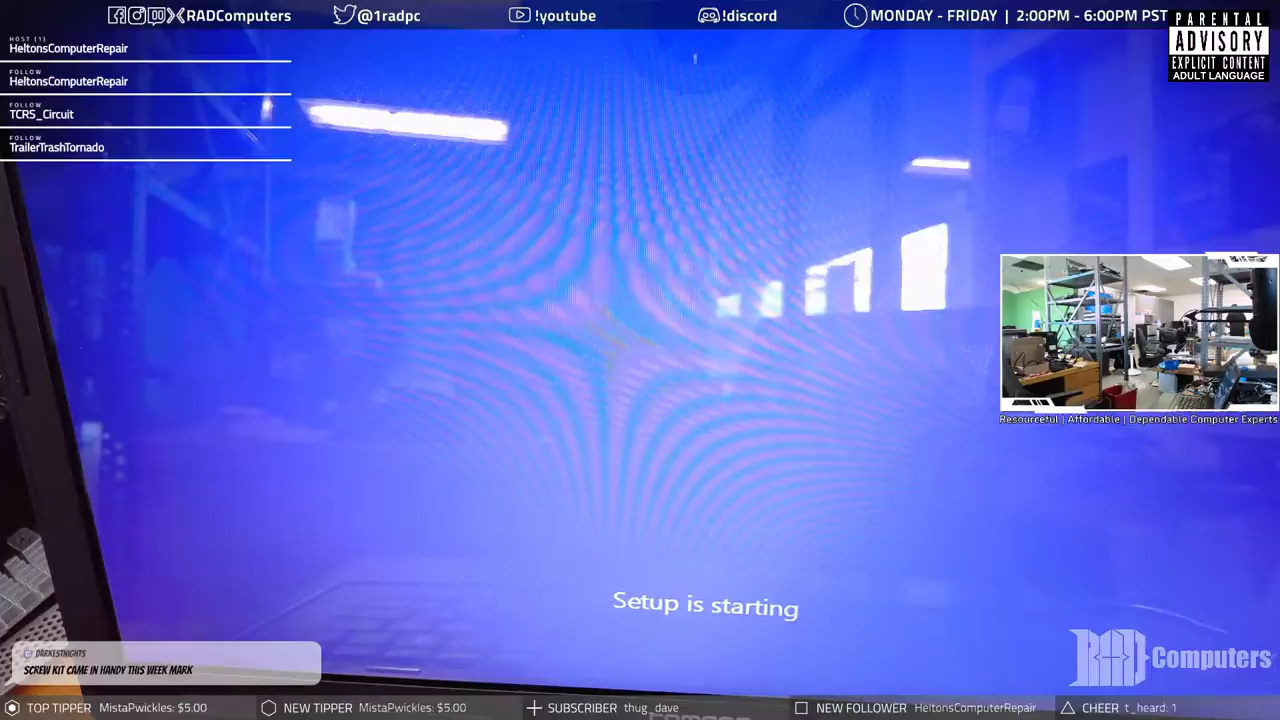 RADComputers @1radpc !youtube !discord MONDAY - FRIDAY | 2:00PM - 6:00PM PST
PARENTAL
ADVISORY
EXPLICIT CONTENT
ADULT LANGUAGE
HOST [1]
HeltonsComputerRepair
FOLLOW
HeltonsComputerRepair
FOLLOW
TCRS_Circuit
FOLLOW
TrailerTrashTornado
Resourceful | Affordable | Dependable Computer Experts
Setup is starting
DARKESTNIGHTS
SCREW KIT CAME IN HANDY THIS WEEK MARK
RAD Computers
TOP TIPPER MistaPwickles: $5.00 NEW TIPPER MistaPwickles: $5.00 SUBSCRIBER thug_dave NEW FOLLOWER HeltonsComputerRepair CHEER t_heard: 1